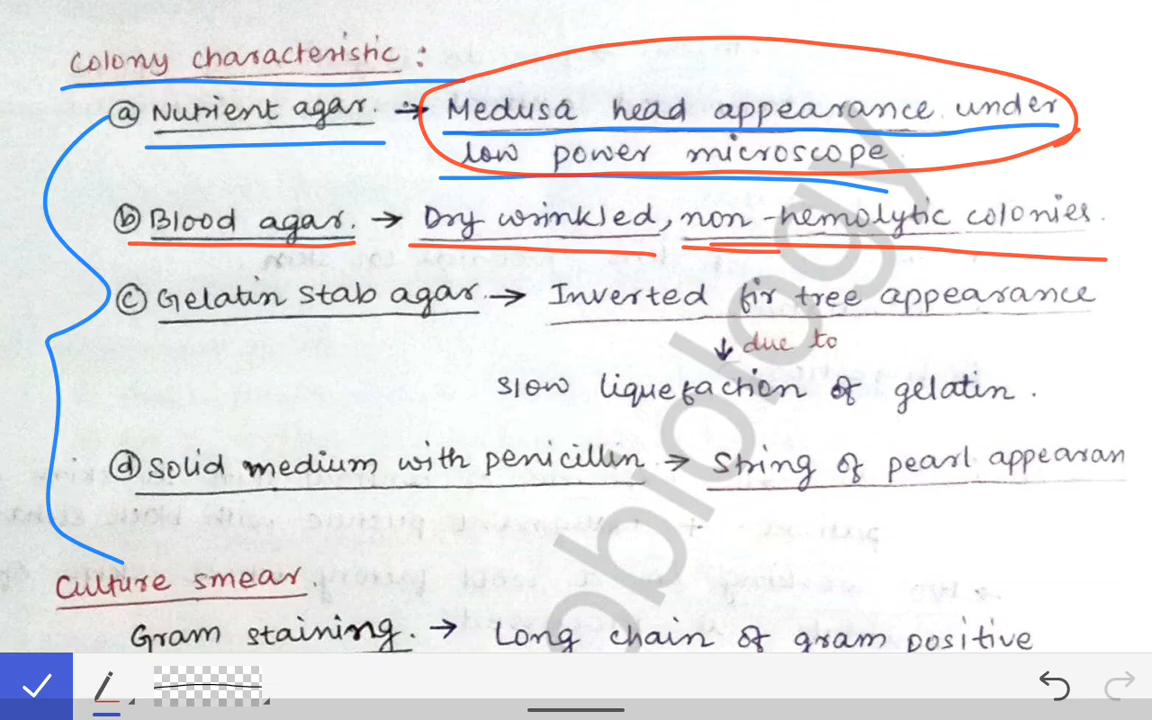 Colony characteristic :
ⓐ Nutrient agar. → Medusa head appearance under
low power microscope.
ⓑ Blood agar. → Dry wrinkled, non-hemolytic colonies.
ⓒ Gelatin stab agar. → Inverted fir tree appearance
↓ due to
slow liquefaction of gelatin.
ⓓ Solid medium with penicillin → String of pearl appearan
Culture smear.
Gram staining. → Long chain of gram positive
obiology